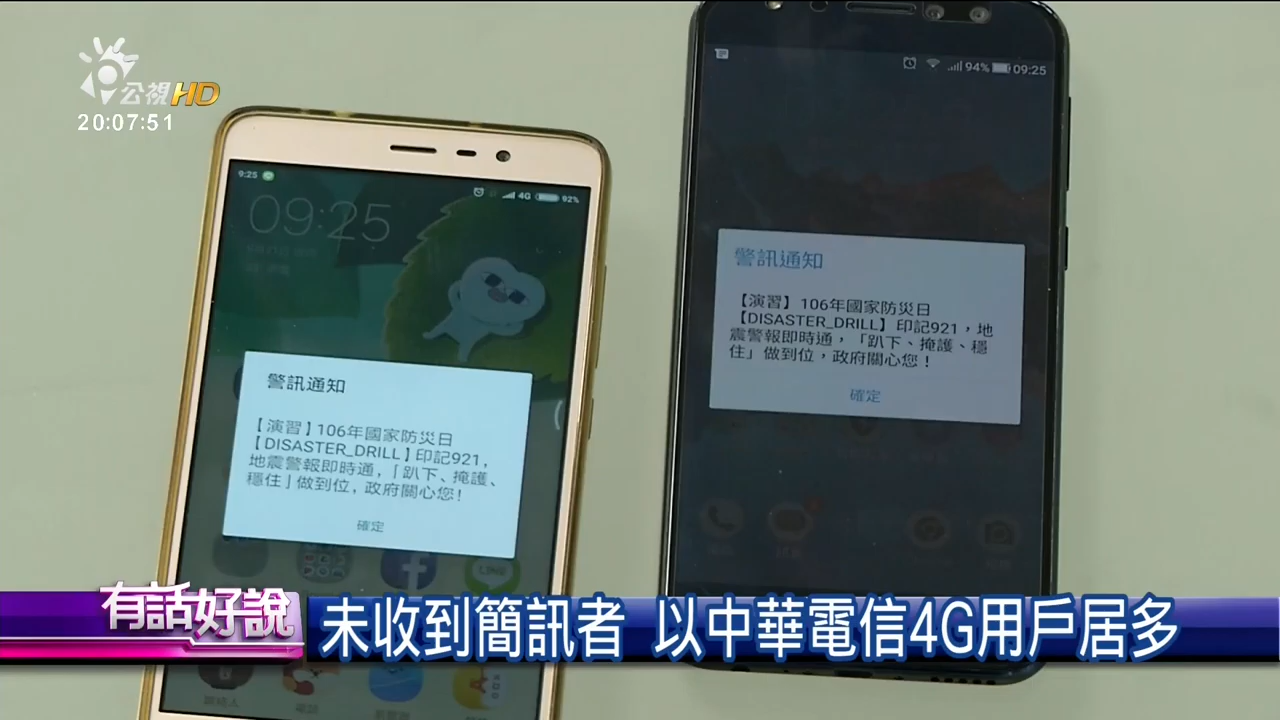 公視HD
20:07:51
9:25
4G
92%
09:25
警訊通知
【演習】106年國家防災日
【DISASTER_DRILL】印記921，
地震警報即時通，「趴下、掩護、
穩住」做到位，政府關心您！
確定
94%
09:25
警訊通知
【演習】106年國家防災日
【DISASTER_DRILL】印記921，地
震警報即時通，「趴下、掩護、穩
住」做到位，政府關心您！
確定
LINE
有話好說
未收到簡訊者 以中華電信4G用戶居多